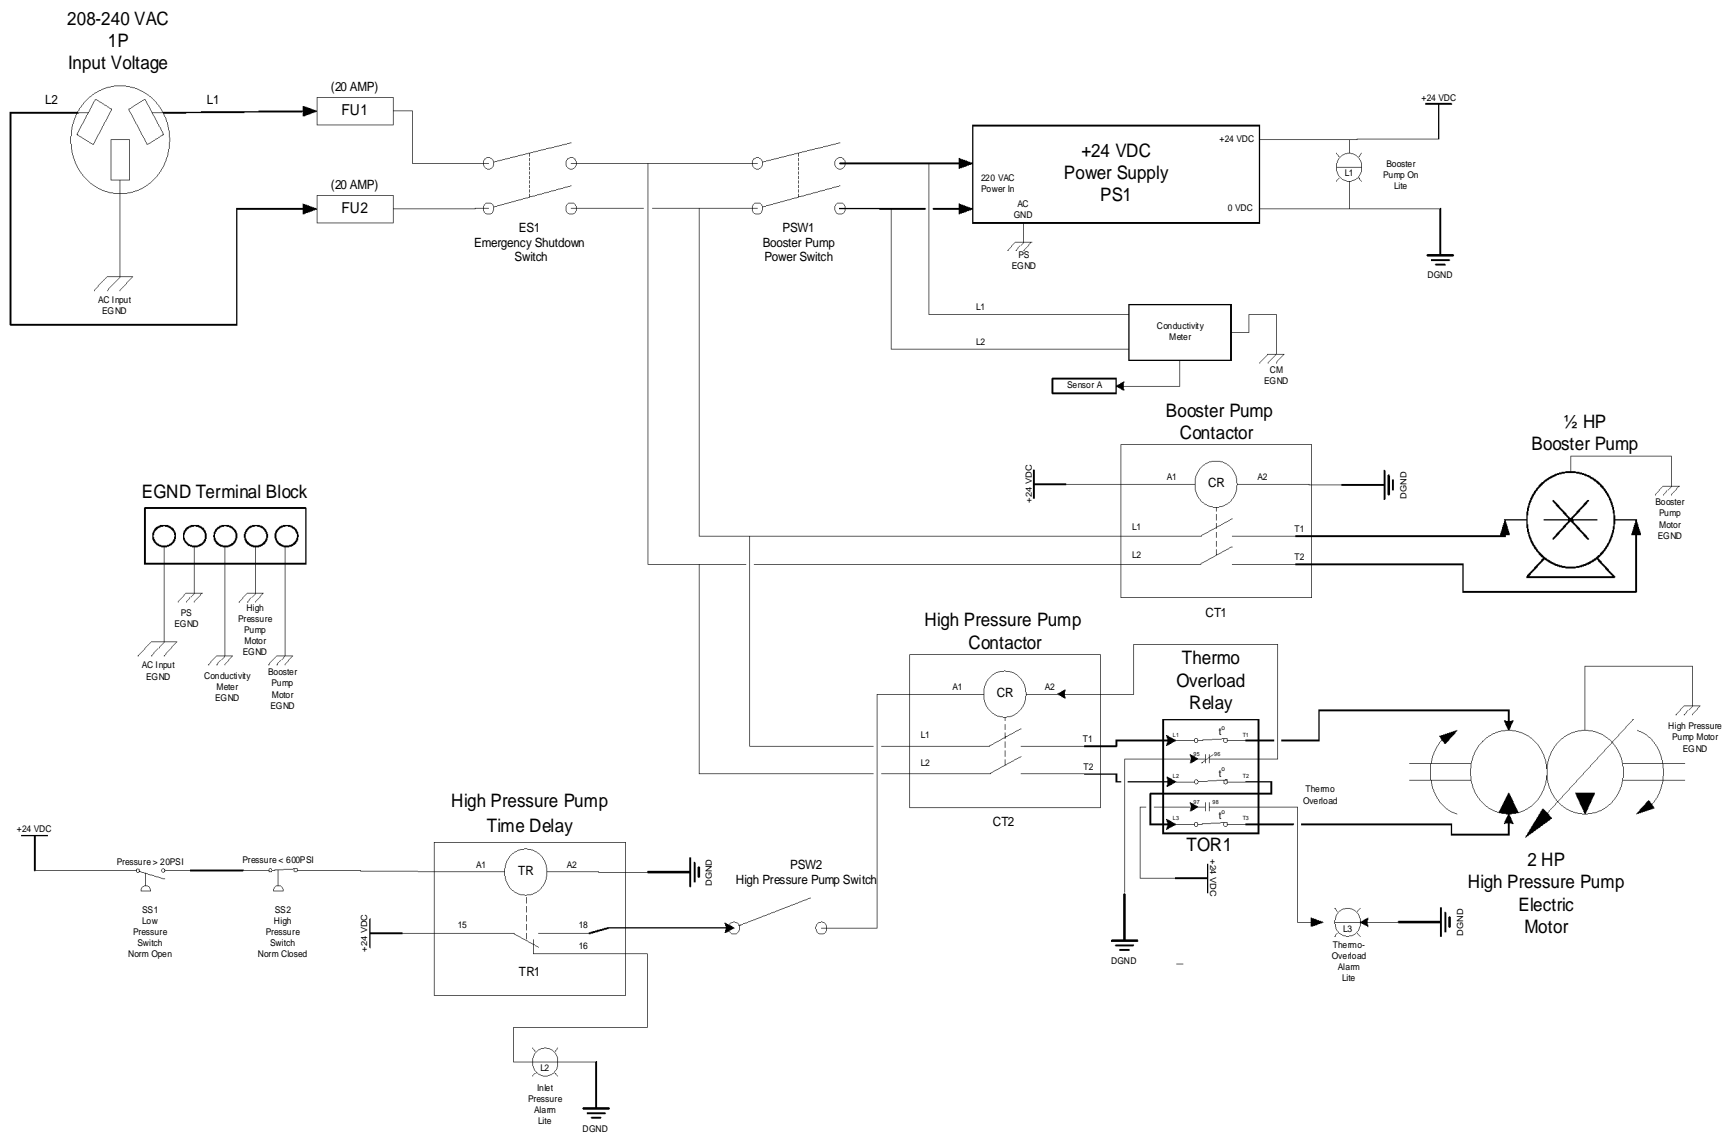 208-240 VAC
1P
Input Voltage
L2
L1
(20 AMP)
FU1
(20 AMP)
FU2
AC Input
EGND
ES1
Emergency Shutdown
Switch
PSW1
Booster Pump
Power Switch
+24 VDC
Power Supply
PS1
220 VAC
Power In
AC
GND
+24 VDC
0 VDC
PS
EGND
+24 VDC
L1
Booster
Pump On
Lite
DGND
L1
L2
Conductivity
Meter
CM
EGND
Sensor A
Booster Pump
Contactor
+24 VDC
A1
CR
A2
DGND
L1
L2
T1
T2
CT1
½ HP
Booster Pump
Booster
Pump
Motor
EGND
EGND Terminal Block
AC Input
EGND
PS
EGND
Conductivity
Meter
EGND
High
Pressure
Pump
Motor
EGND
Booster
Pump
Motor
EGND
High Pressure Pump
Contactor
A1
CR
A2
L1
L2
T1
T2
CT2
Thermo
Overload
Relay
L1
t°
T1
95
96
L2
t°
T2
97
98
L3
t°
T3
TOR1
+24 VDC
Thermo
Overload
DGND
_
L3
Thermo-
Overload
Alarm
Lite
DGND
High Pressure
Pump Motor
EGND
2 HP
High Pressure Pump
Electric
Motor
High Pressure Pump
Time Delay
+24 VDC
Pressure > 20PSI
SS1
Low
Pressure
Switch
Norm Open
Pressure < 600PSI
SS2
High
Pressure
Switch
Norm Closed
A1
TR
A2
DGND
+24 VDC
15
18
16
TR1
PSW2
High Pressure Pump Switch
L2
Inlet
Pressure
Alarm
Lite
DGND